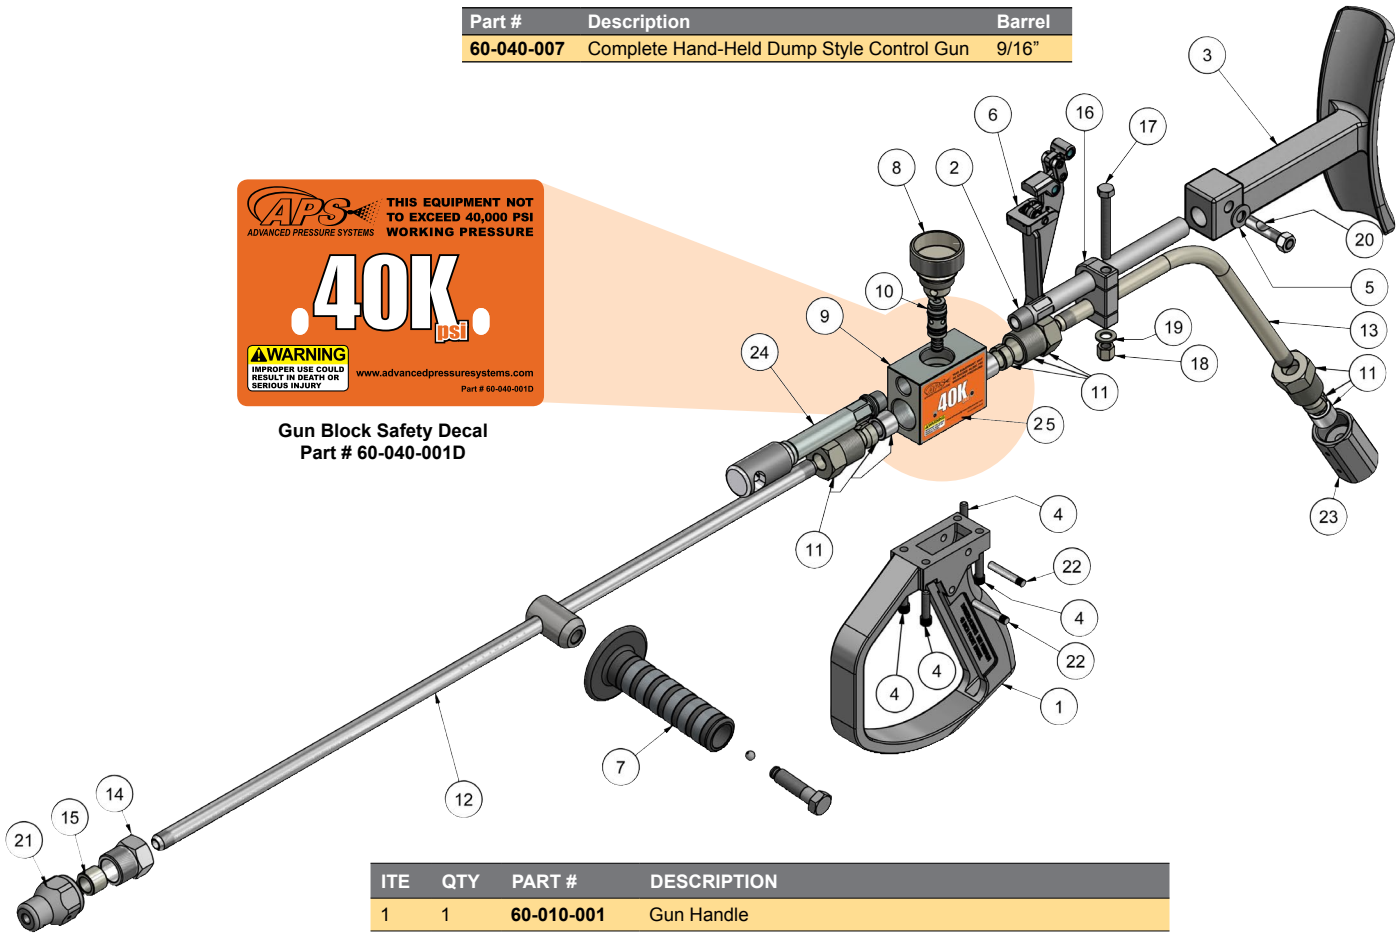 Part # Description Barrel
60-040-007 Complete Hand-Held Dump Style Control Gun 9/16”
3
6
16
17
8
2
20
10
5
9
19
13
24
18
11
11
25
APS
ADVANCED PRESSURE SYSTEMS
THIS EQUIPMENT NOT
TO EXCEED 40,000 PSI
WORKING PRESSURE
40K
psi
WARNING
IMPROPER USE COULD
RESULT IN DEATH OR
SERIOUS INJURY
www.advancedpressuresystems.com
Part # 60-040-001D
Gun Block Safety Decal
Part # 60-040-001D
APS
40K
4
23
11
22
4
22
4
4
1
7
12
14
15
21
ITE QTY PART # DESCRIPTION
1 1 60-010-001 Gun Handle